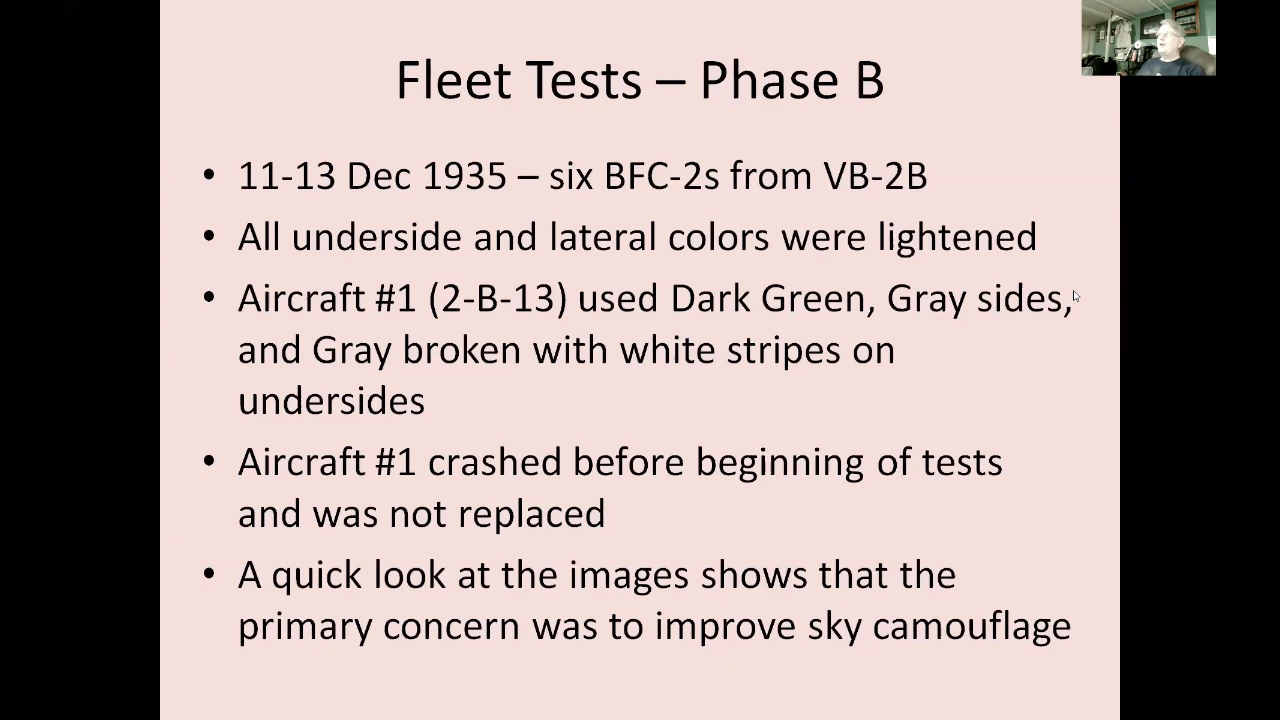 Fleet Tests – Phase B
• 11-13 Dec 1935 – six BFC-2s from VB-2B
• All underside and lateral colors were lightened
• Aircraft #1 (2-B-13) used Dark Green, Gray sides,
and Gray broken with white stripes on
undersides
• Aircraft #1 crashed before beginning of tests
and was not replaced
• A quick look at the images shows that the
primary concern was to improve sky camouflage